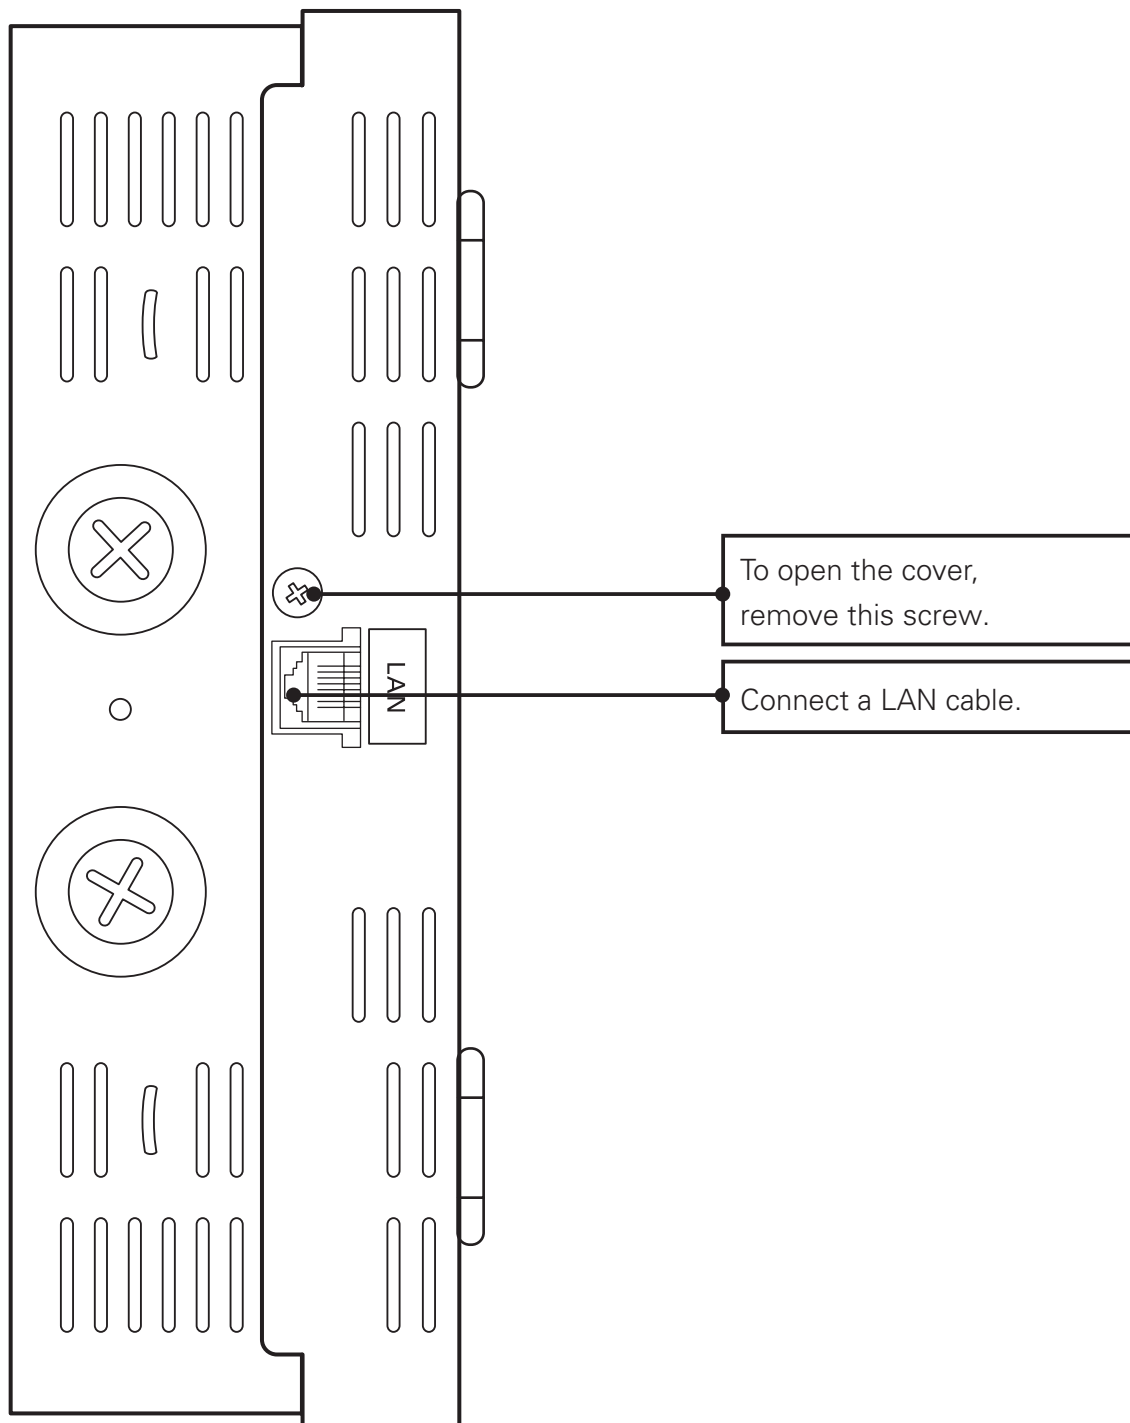 To open the cover,
remove this screw.
LAN
Connect a LAN cable.